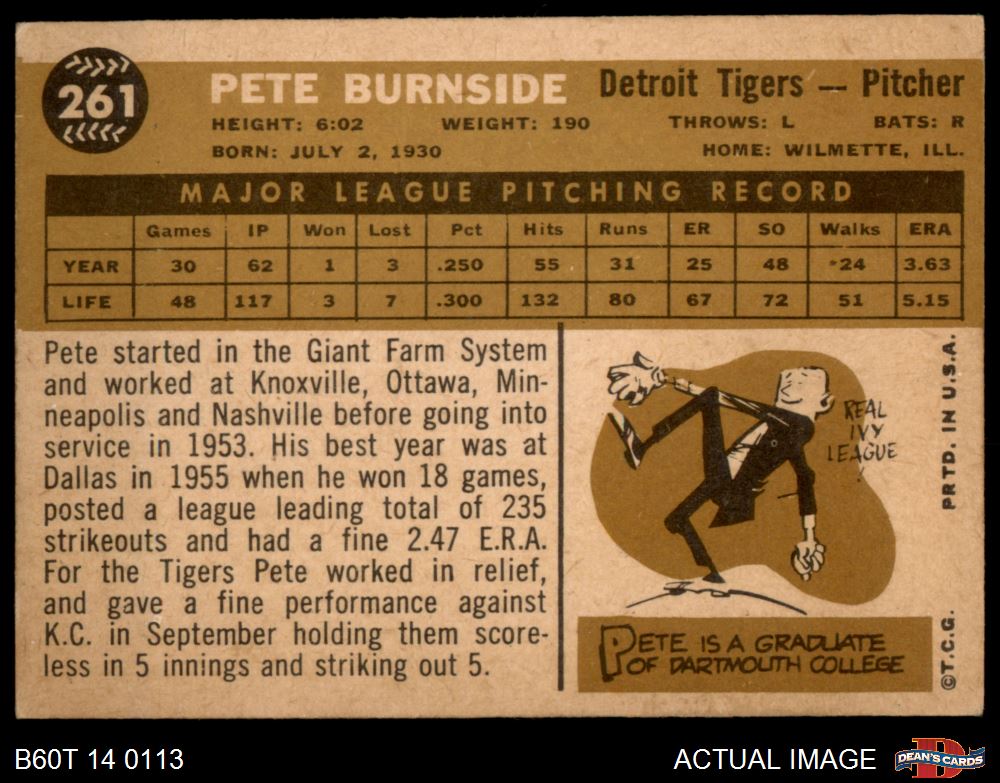 261
PETE BURNSIDE Detroit Tigers — Pitcher
HEIGHT: 6:02 WEIGHT: 190 THROWS: L BATS: R
BORN: JULY 2, 1930 HOME: WILMETTE, ILL.
MAJOR LEAGUE PITCHING RECORD
Games IP Won Lost Pct Hits Runs ER SO Walks ERA
YEAR 30 62 1 3 .250 55 31 25 48 24 3.63
LIFE 48 117 3 7 .300 132 80 67 72 51 5.15
Pete started in the Giant Farm System
and worked at Knoxville, Ottawa, Min-
neapolis and Nashville before going into
service in 1953. His best year was at
Dallas in 1955 when he won 18 games,
posted a league leading total of 235
strikeouts and had a fine 2.47 E.R.A.
For the Tigers Pete worked in relief,
and gave a fine performance against
K.C. in September holding them score-
less in 5 innings and striking out 5.
REAL
IVY
LEAGUE
!
PETE IS A GRADUATE
OF DARTMOUTH COLLEGE
PRTD. IN U.S.A.
©T.C.G.
B60T 14 0113
ACTUAL IMAGE
D
DEAN'S CARDS